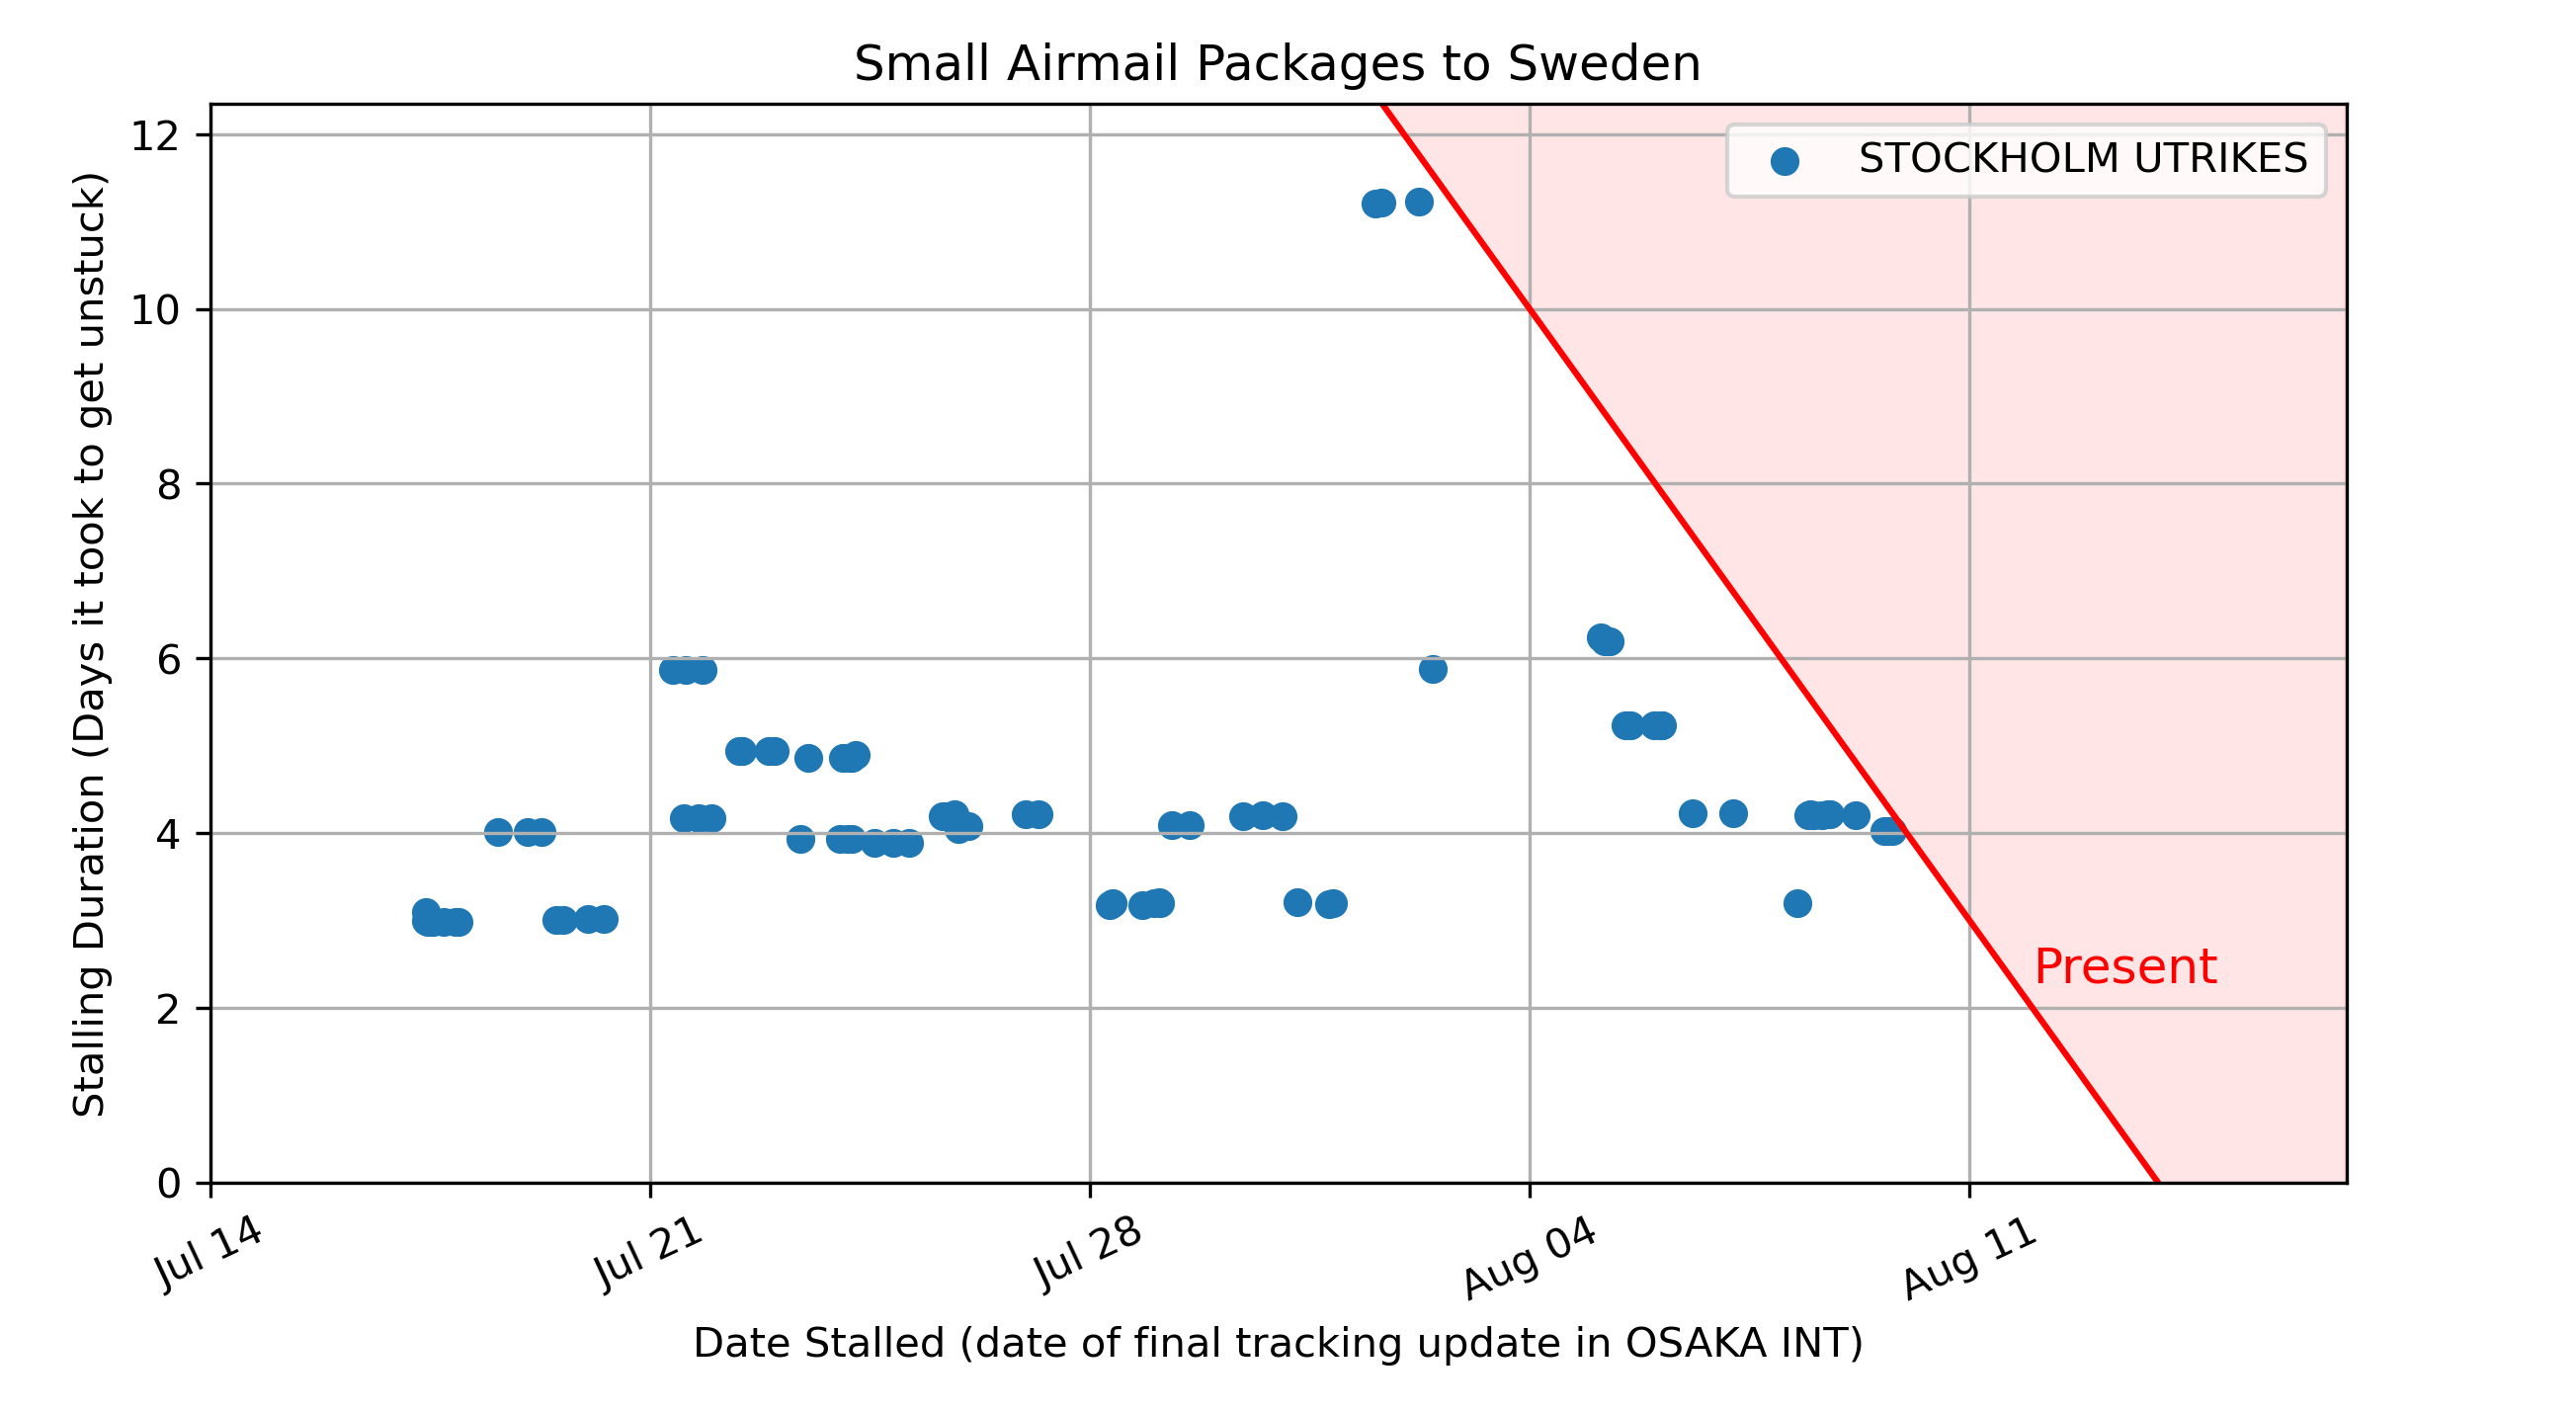 Small Airmail Packages to Sweden
STOCKHOLM UTRIKES
Stalling Duration (Days it took to get unstuck)
12
10
8
6
4
2
0
Present
Jul 14
Jul 21
Jul 28
Aug 04
Aug 11
Date Stalled (date of final tracking update in OSAKA INT)